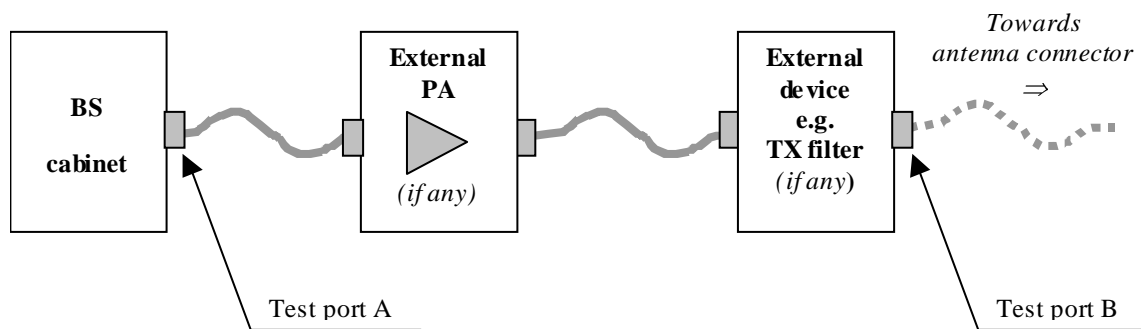 BS
cabinet
External
PA
(if any)
External
device
e.g.
TX filter
(if any)
Towards
antenna connector
⇒
Test port A
Test port B